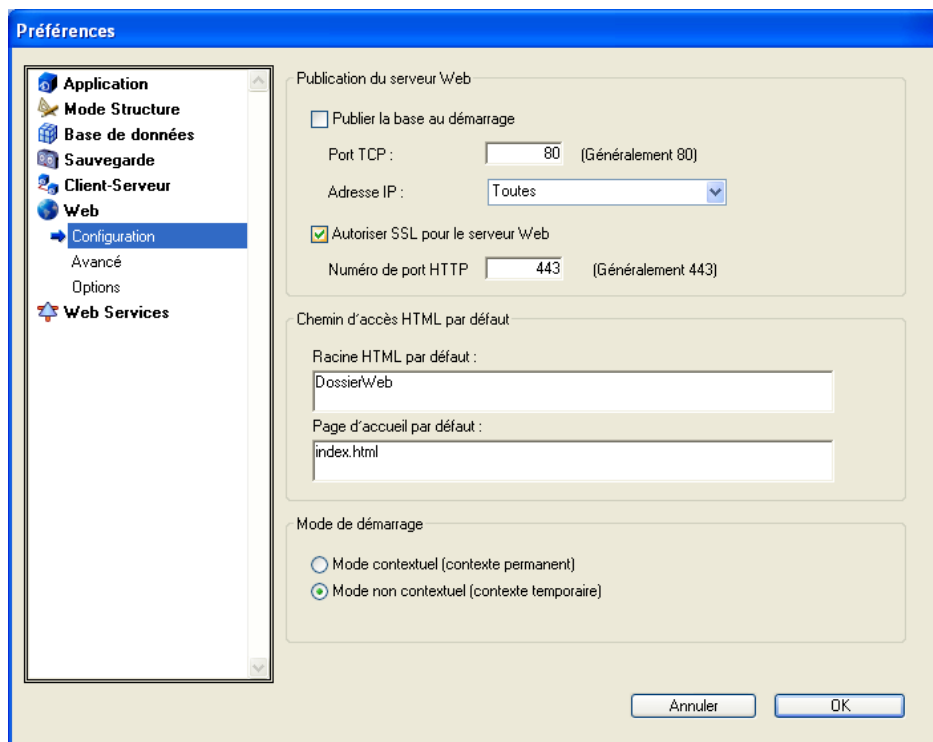 Préférences
Application
Mode Structure
Base de données
Sauvegarde
Client-Serveur
Web
Configuration
Avancé
Options
Web Services
Publication du serveur Web
Publier la base au démarrage
Port TCP : 80 (Généralement 80)
Adresse IP : Toutes
Autoriser SSL pour le serveur Web
Numéro de port HTTP 443 (Généralement 443)
Chemin d'accès HTML par défaut
Racine HTML par défaut :
DossierWeb
Page d'accueil par défaut :
index.html
Mode de démarrage
Mode contextuel (contexte permanent)
Mode non contextuel (contexte temporaire)
Annuler OK